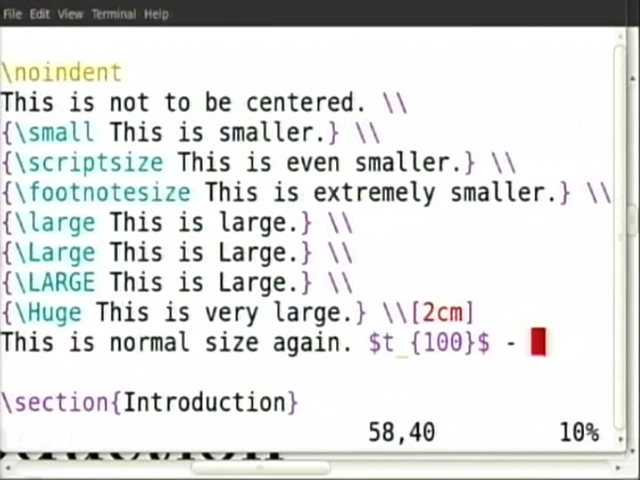 File Edit View Terminal Help
\noindent
This is not to be centered. \\
{\small This is smaller.} \\
{\scriptsize This is even smaller.} \\
{\footnotesize This is extremely smaller.} \\
{\large This is large.} \\
{\Large This is Large.} \\
{\LARGE This is Large.} \\
{\Huge This is very large.} \\[2cm]
This is normal size again. $t_{100}$ -
\section{Introduction}
58,40 10%